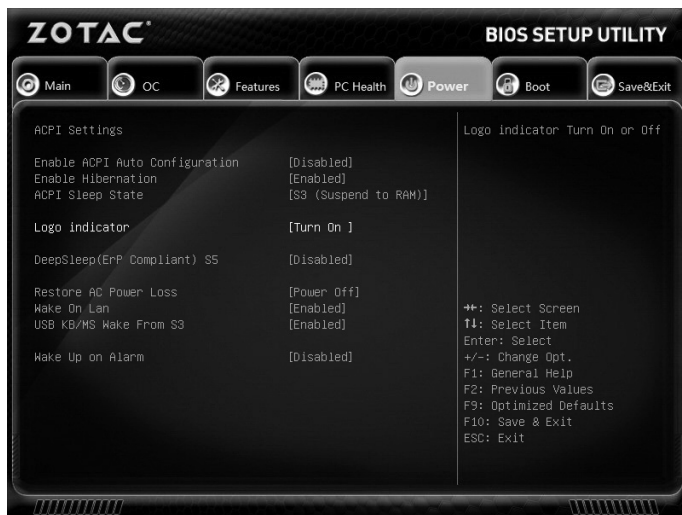 ZOTAC®
BIOS SETUP UTILITY
Main
OC
Features
PC Health
Power
Boot
Save&Exit
ACPI Settings
Enable ACPI Auto Configuration [Disabled]
Enable Hibernation [Enabled]
ACPI Sleep State [S3 (Suspend to RAM)]
Logo indicator [Turn On ]
DeepSleep(ErP Compliant) S5 [Disabled]
Restore AC Power Loss [Power Off]
Wake On Lan [Enabled]
USB KB/MS Wake From S3 [Enabled]
Wake Up on Alarm [Disabled]
Logo indicator Turn On or Off
→←: Select Screen
↑↓: Select Item
Enter: Select
+/-: Change Opt.
F1: General Help
F2: Previous Values
F9: Optimized Defaults
F10: Save & Exit
ESC: Exit